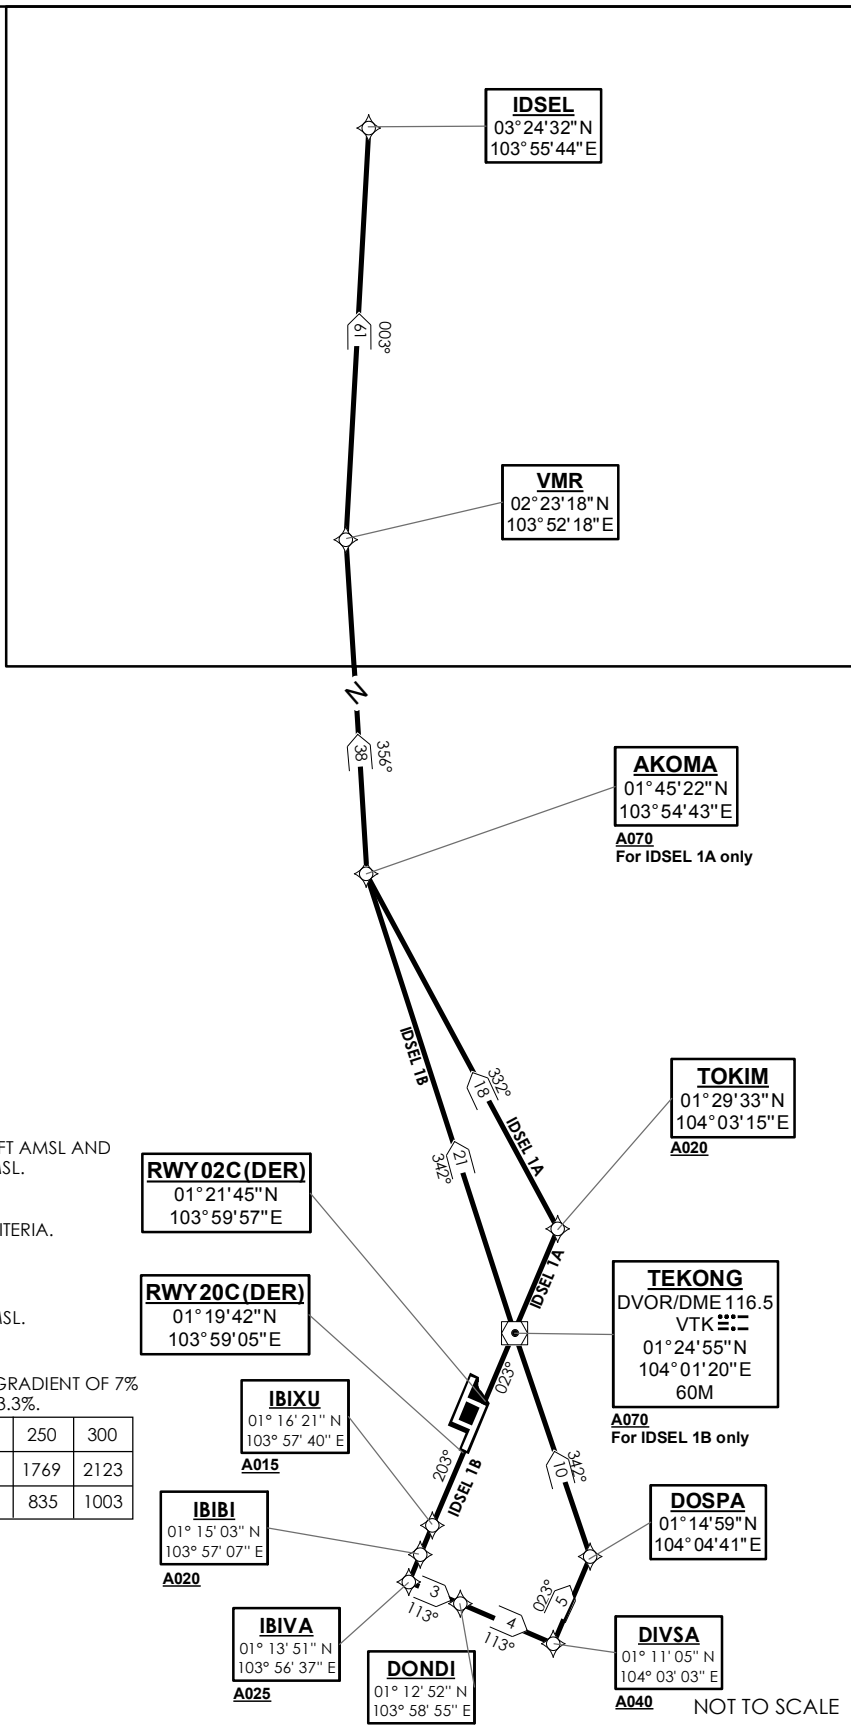 IDSEL
03°24'32"N
103°55'44"E
61
003°
VMR
02°23'18"N
103°52'18"E
38
356°
AKOMA
01°45'22"N
103°54'43"E
A070
For IDSEL 1A only
IDSEL 1B
332°
18
IDSEL 1A
TOKIM
01°29'33"N
104°03'15"E
A020
FT AMSL AND
MSL.
RWY02C(DER)
01°21'45"N
103°59'57"E
21
342°
ITERIA.
IDSEL 1A
TEKONG
DVOR/DME 116.5
VTK
01°24'55"N
104°01'20"E
60M
A070
For IDSEL 1B only
RWY20C(DER)
01°19'42"N
103°59'05"E
MSL.
023°
GRADIENT OF 7%
3.3%.
250 300
1769 2123
835 1003
IBIXU
01° 16' 21" N
103° 57' 40" E
A015
203°
IDSEL 1B
342°
10
IBIBI
01° 15' 03" N
103° 57' 07" E
A020
DOSPA
01°14'59"N
104°04'41"E
IBIVA
01° 13' 51" N
103° 56' 37" E
A025
3
113°
4
113°
023°
5
DONDI
01° 12' 52" N
103° 58' 55" E
DIVSA
01° 11' 05" N
104° 03' 03" E
A040
NOT TO SCALE